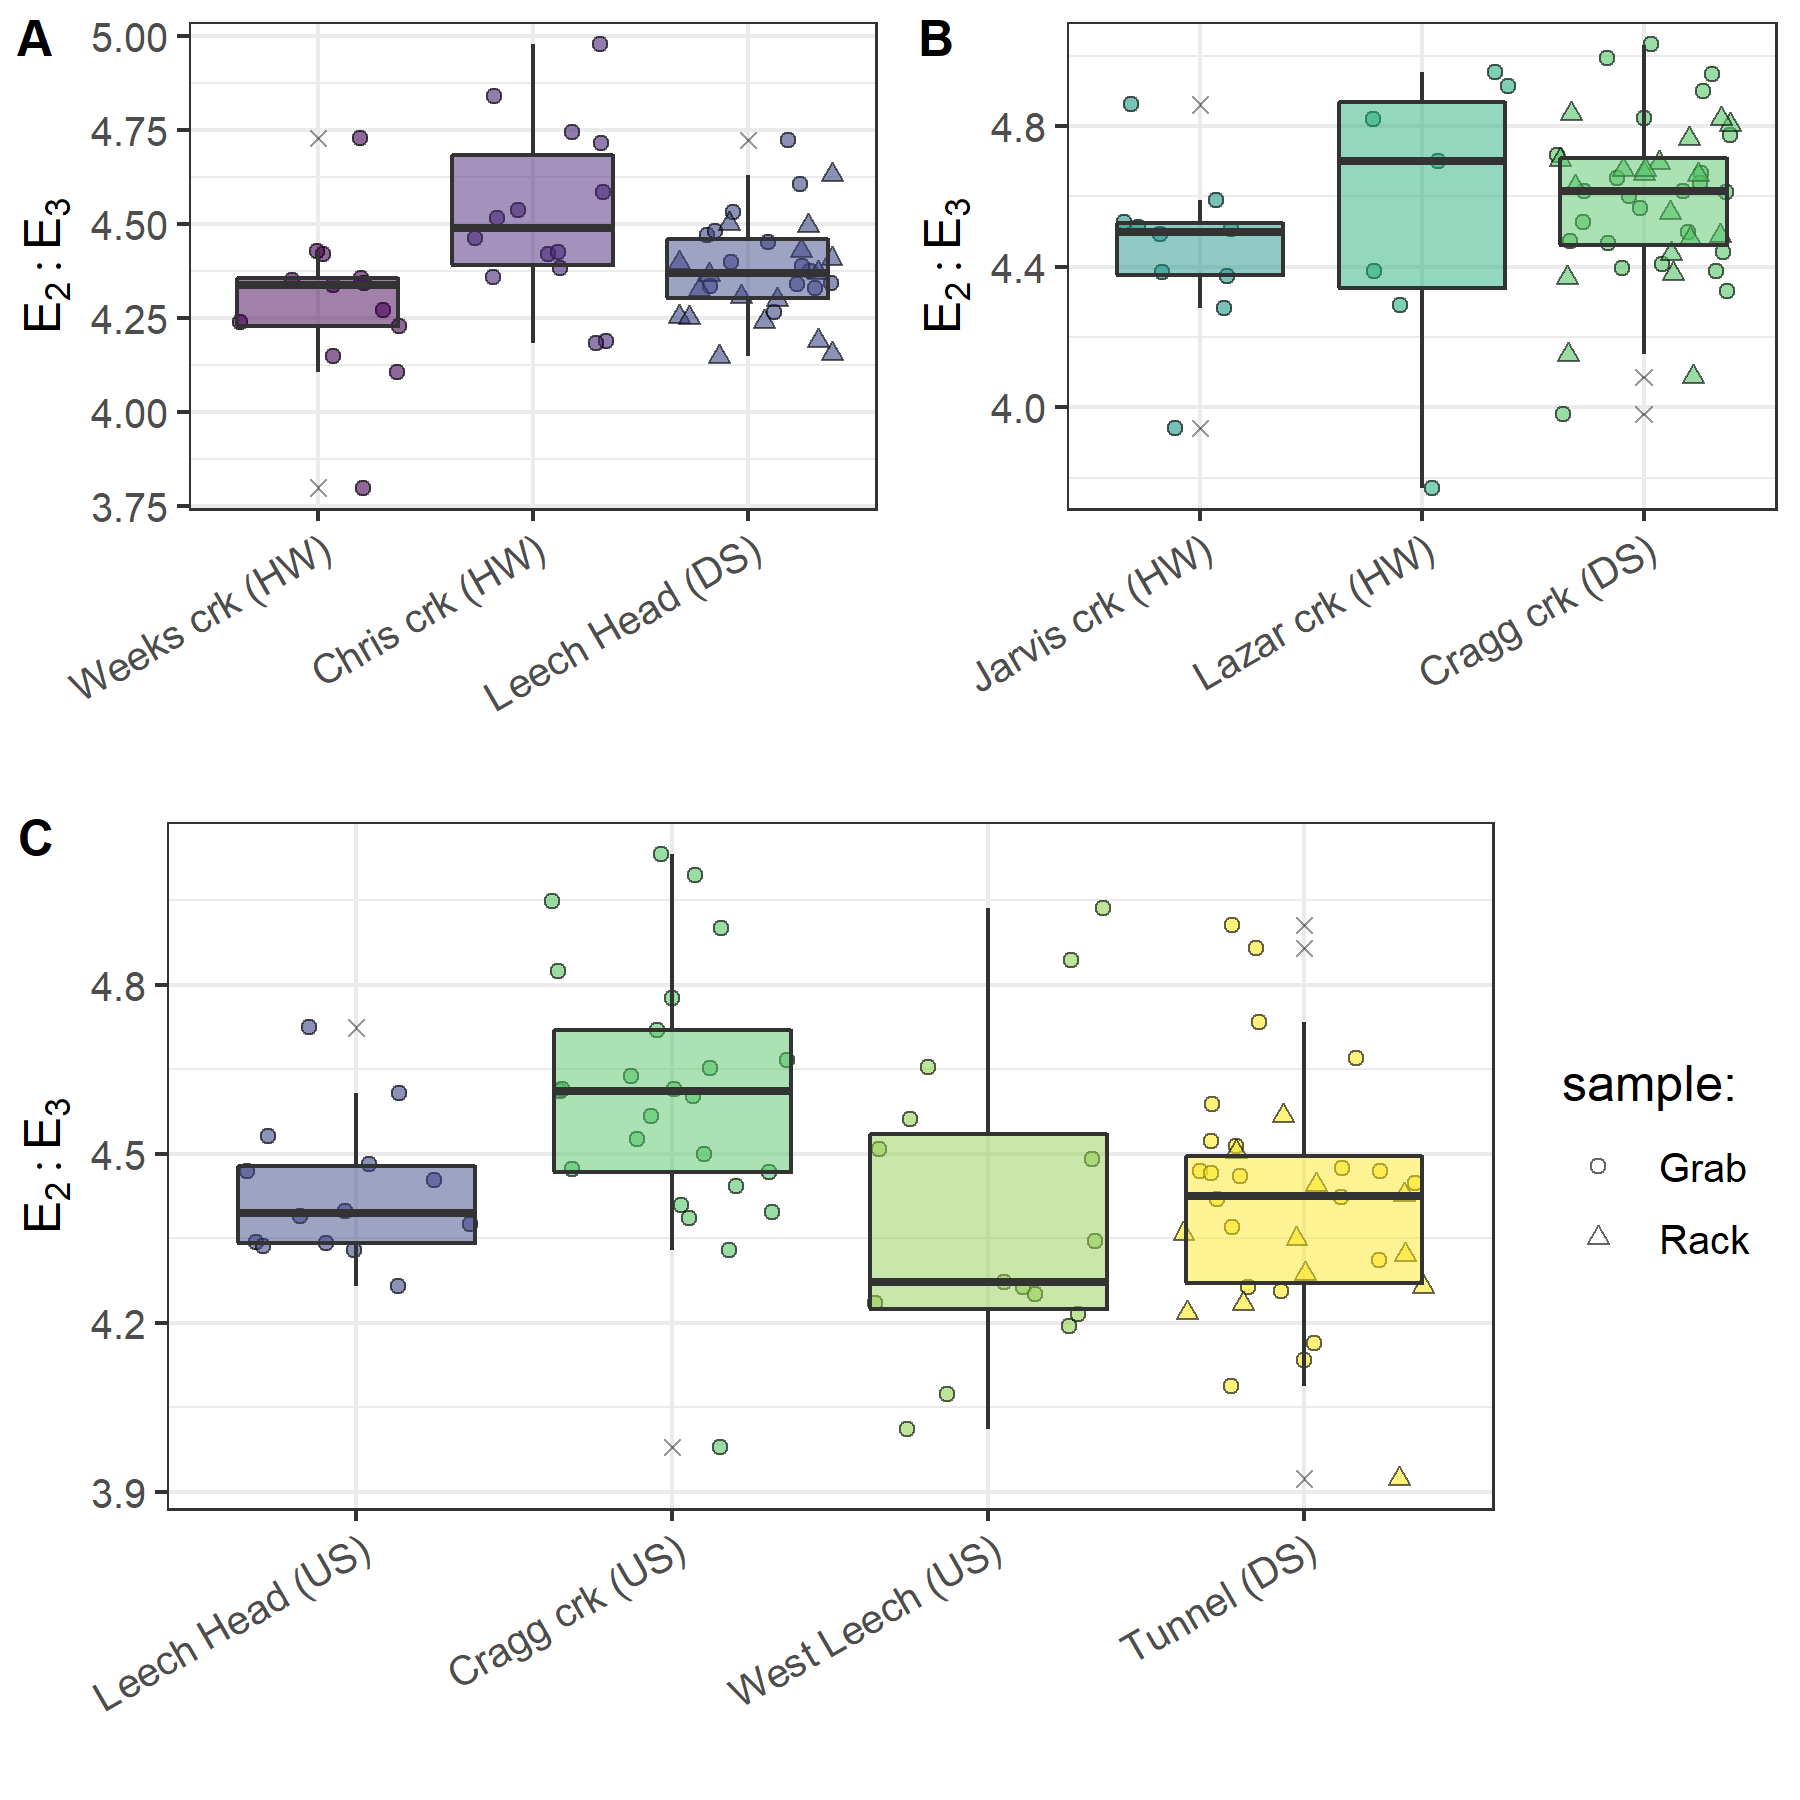 A
E2 : E3
5.00
4.75
4.50
4.25
4.00
3.75
Weeks crk (HW)
Chris crk (HW)
Leech Head (DS)
B
E2 : E3
4.8
4.4
4.0
Jarvis crk (HW)
Lazar crk (HW)
Cragg crk (DS)
C
E2 : E3
4.8
4.5
4.2
3.9
Leech Head (US)
Cragg crk (US)
West Leech (US)
Tunnel (DS)
sample:
Grab
Rack